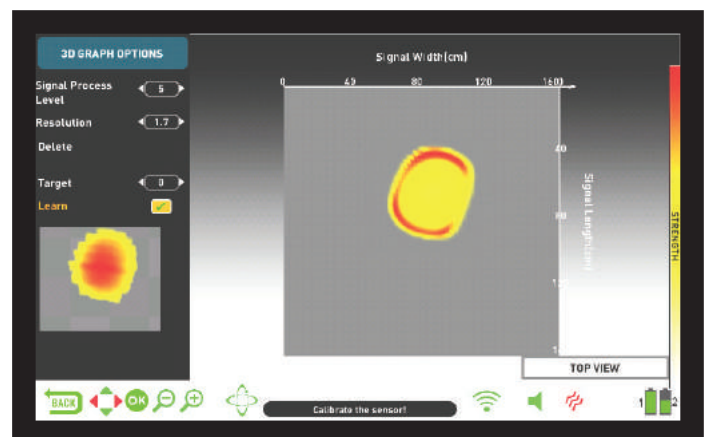 3D GRAPH OPTIONS
Signal Process
Level
5
Resolution
1.7
Delete
Target
0
Learn
Signal Width(cm)
0 40 80 120 160
40
80
Signal Langht(cm)
STRENGTH
TOP VIEW
BACK
OK
Calibrate the sensor!
1
2